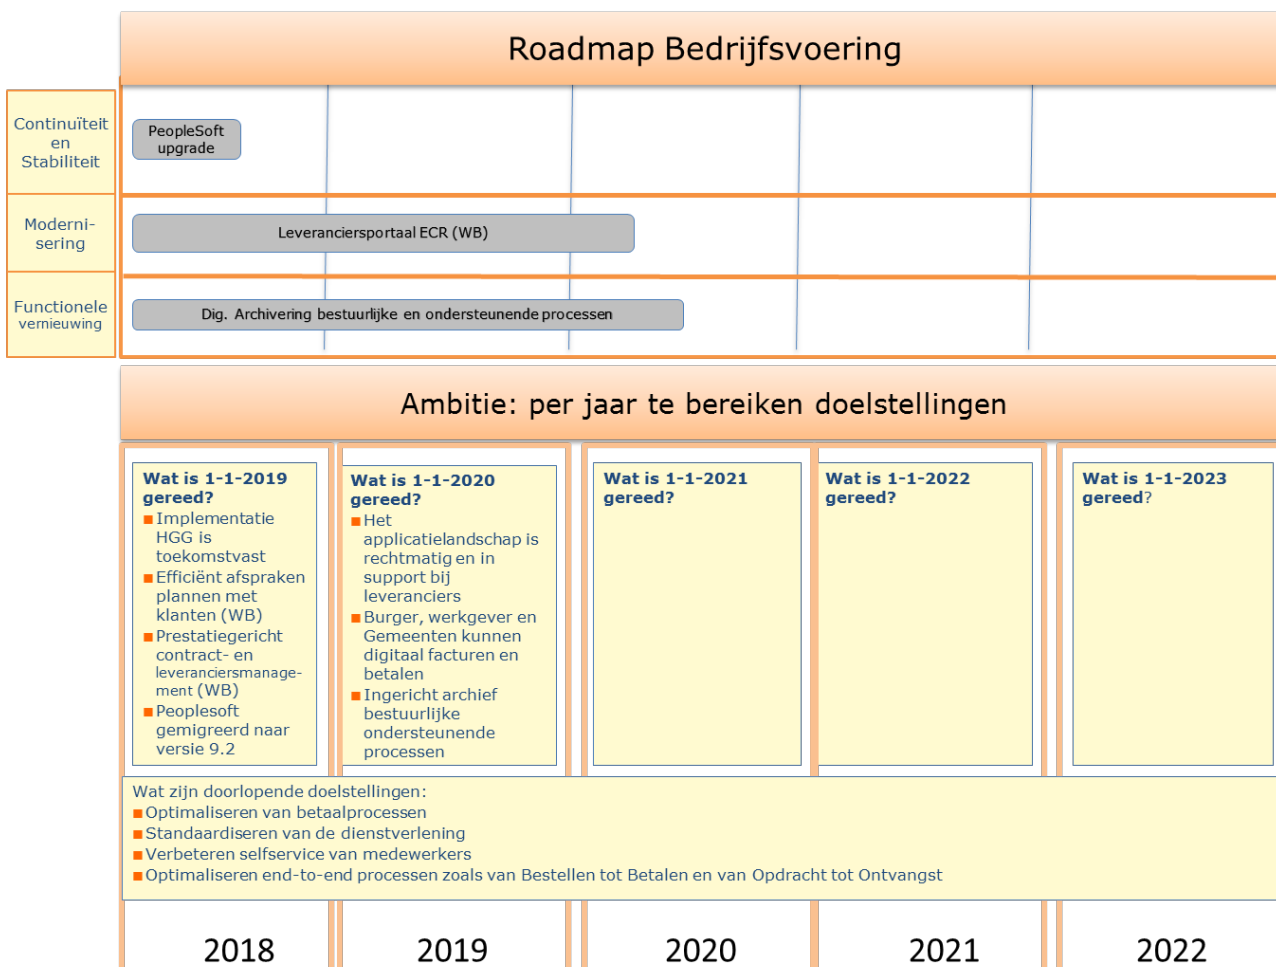 Roadmap Bedrijfsvoering
Continuïteit
en
Stabiliteit
PeopleSoft
upgrade
Moderni-
sering
Leveranciersportaal ECR (WB)
Functionele
vernieuwing
Dig. Archivering bestuurlijke en ondersteunende processen
Ambitie: per jaar te bereiken doelstellingen
Wat is 1-1-2019
gereed?
Implementatie
HGG is
toekomstvast
Efficiënt afspraken
plannen met
klanten (WB)
Prestatiegericht
contract- en
leveranciersmanage-
ment (WB)
Peoplesoft
gemigreerd naar
versie 9.2
Wat is 1-1-2020
gereed?
Het
applicatielandschap is
rechtmatig en in
support bij
leveranciers
Burger, werkgever en
Gemeenten kunnen
digitaal facturen en
betalen
Ingericht archief
bestuurlijke
ondersteunende
processen
Wat is 1-1-2021
gereed?
Wat is 1-1-2022
gereed?
Wat is 1-1-2023
gereed?
Wat zijn doorlopende doelstellingen:
Optimaliseren van betaalprocessen
Standaardiseren van de dienstverlening
Verbeteren selfservice van medewerkers
Optimaliseren end-to-end processen zoals van Bestellen tot Betalen en van Opdracht tot Ontvangst
2018
2019
2020
2021
2022